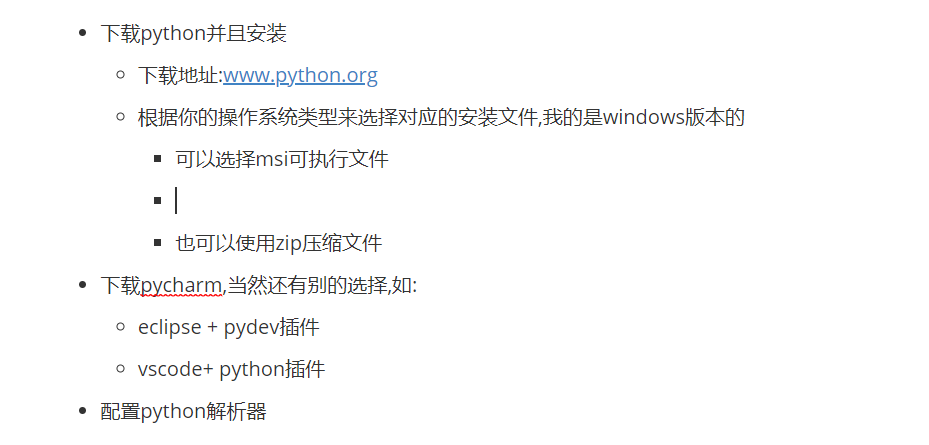 下载python并且安装
下载地址:www.python.org
根据你的操作系统类型来选择对应的安装文件,我的是windows版本的
可以选择msi可执行文件
也可以使用zip压缩文件
下载pycharm,当然还有别的选择,如:
eclipse + pydev插件
vscode+ python插件
配置python解析器